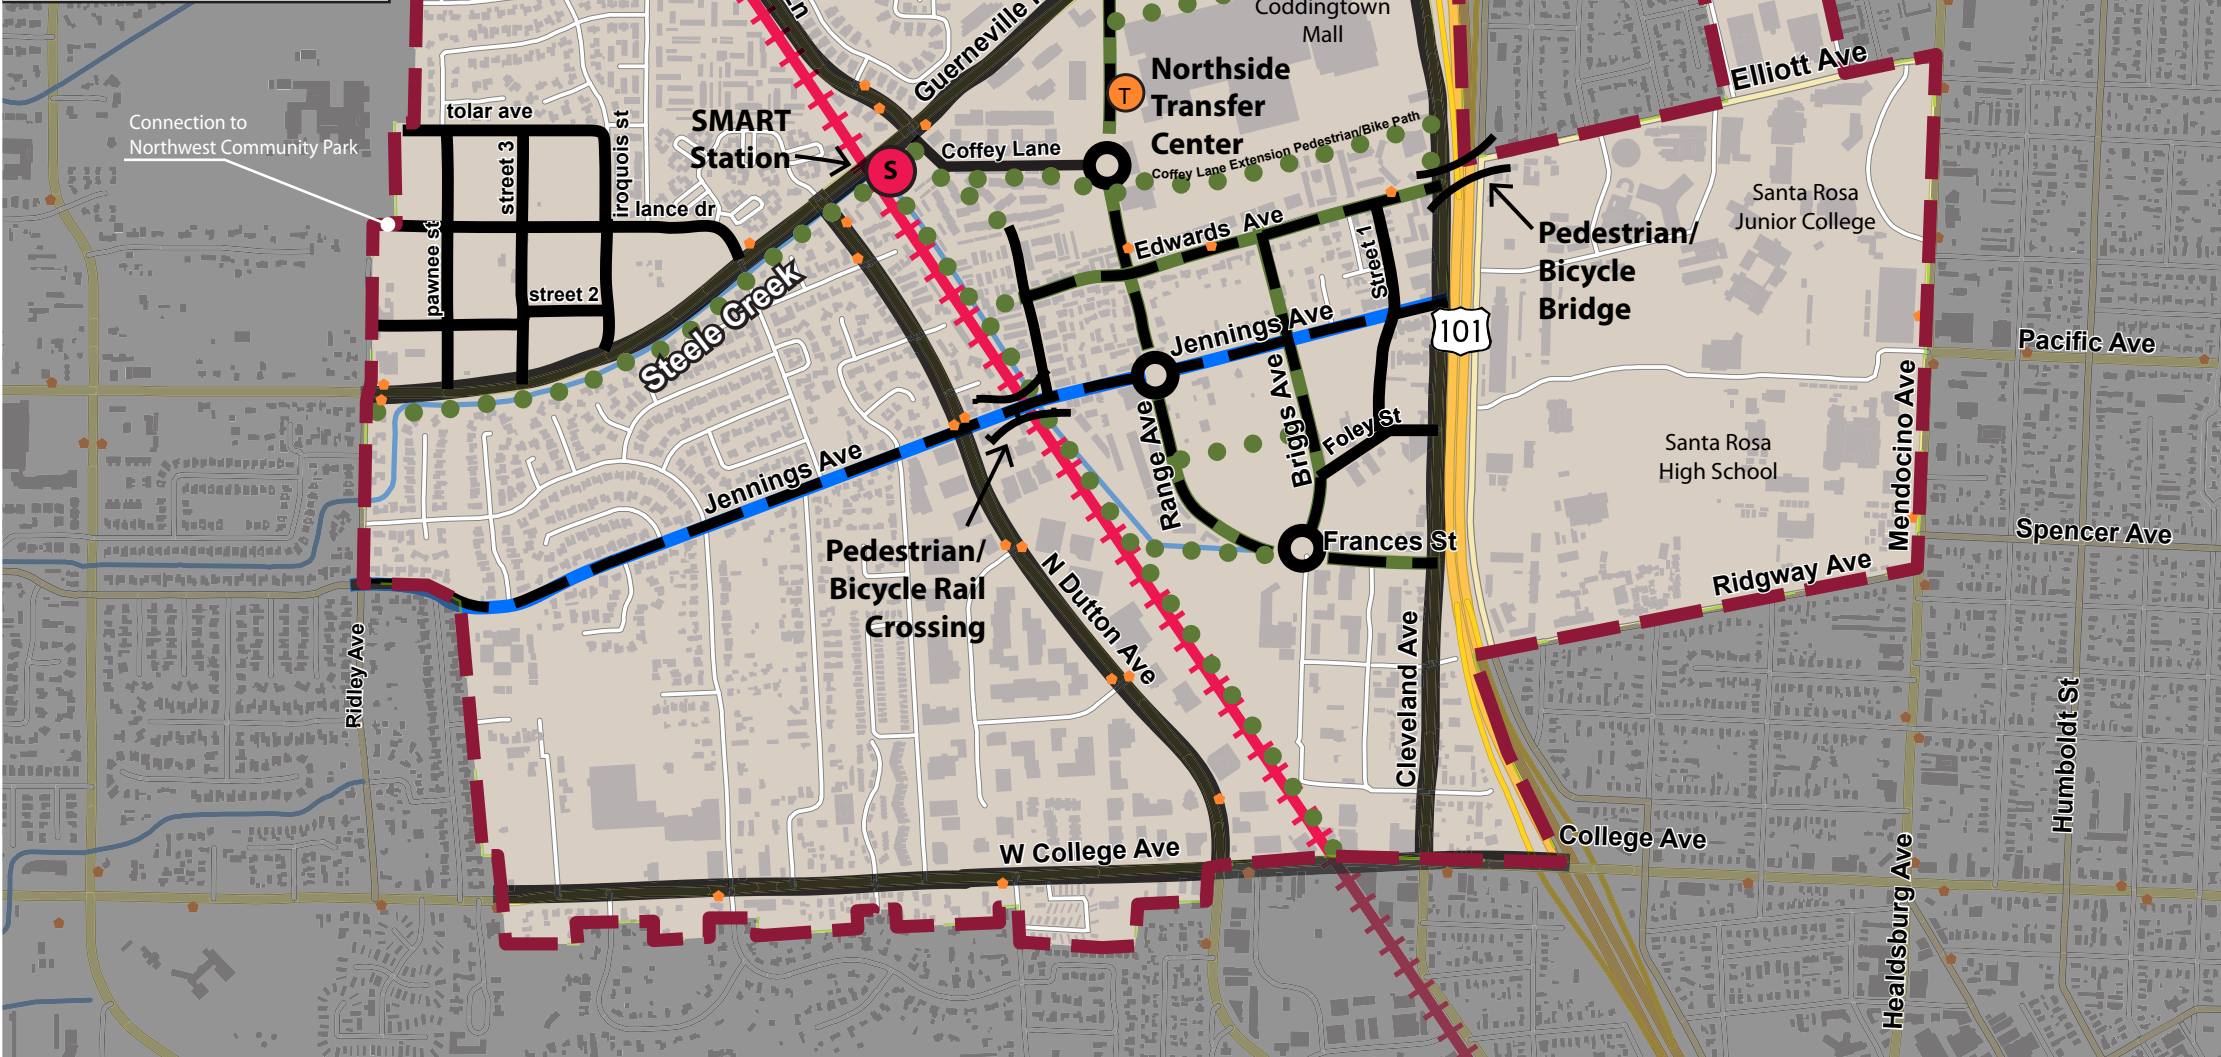 Coddingtown
Mall
Ln
Guerneville
Northside
Transfer
Center
T
Elliott Ave
tolar ave
Connection to
Northwest Community Park
SMART
Station
S
street 3
iroquois st
Coffey Lane
Coffey Lane Extension Pedestrian/Bike Path
Santa Rosa
Junior College
lance dr
pawnee st
Edwards Ave
Street 1
Pedestrian/
Bicycle
Bridge
street 2
Steele Creek
Jennings Ave
101
Pacific Ave
Mendocino Ave
Briggs Ave
Range Ave
Foley St
Santa Rosa
High School
Jennings Ave
Spencer Ave
Frances St
Pedestrian/
Bicycle Rail
Crossing
N Dutton Ave
Ridgway Ave
Ridley Ave
Cleveland Ave
Humboldt St
W College Ave
College Ave
Healdsburg Ave